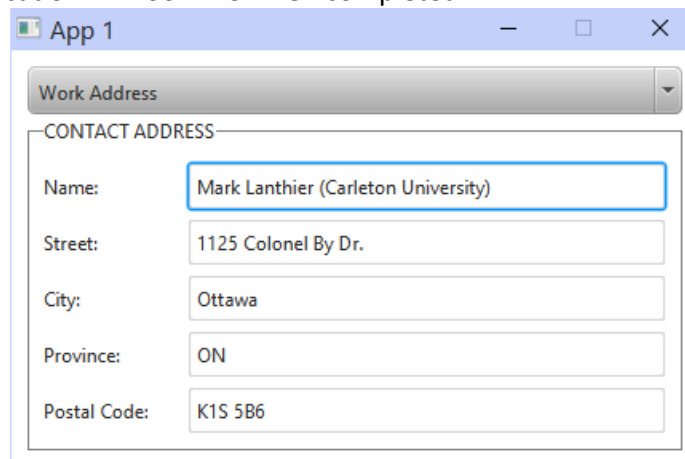 App 1
Work Address
CONTACT ADDRESS
Name: Mark Lanthier (Carleton University)
Street: 1125 Colonel By Dr.
City: Ottawa
Province: ON
Postal Code: K1S 5B6